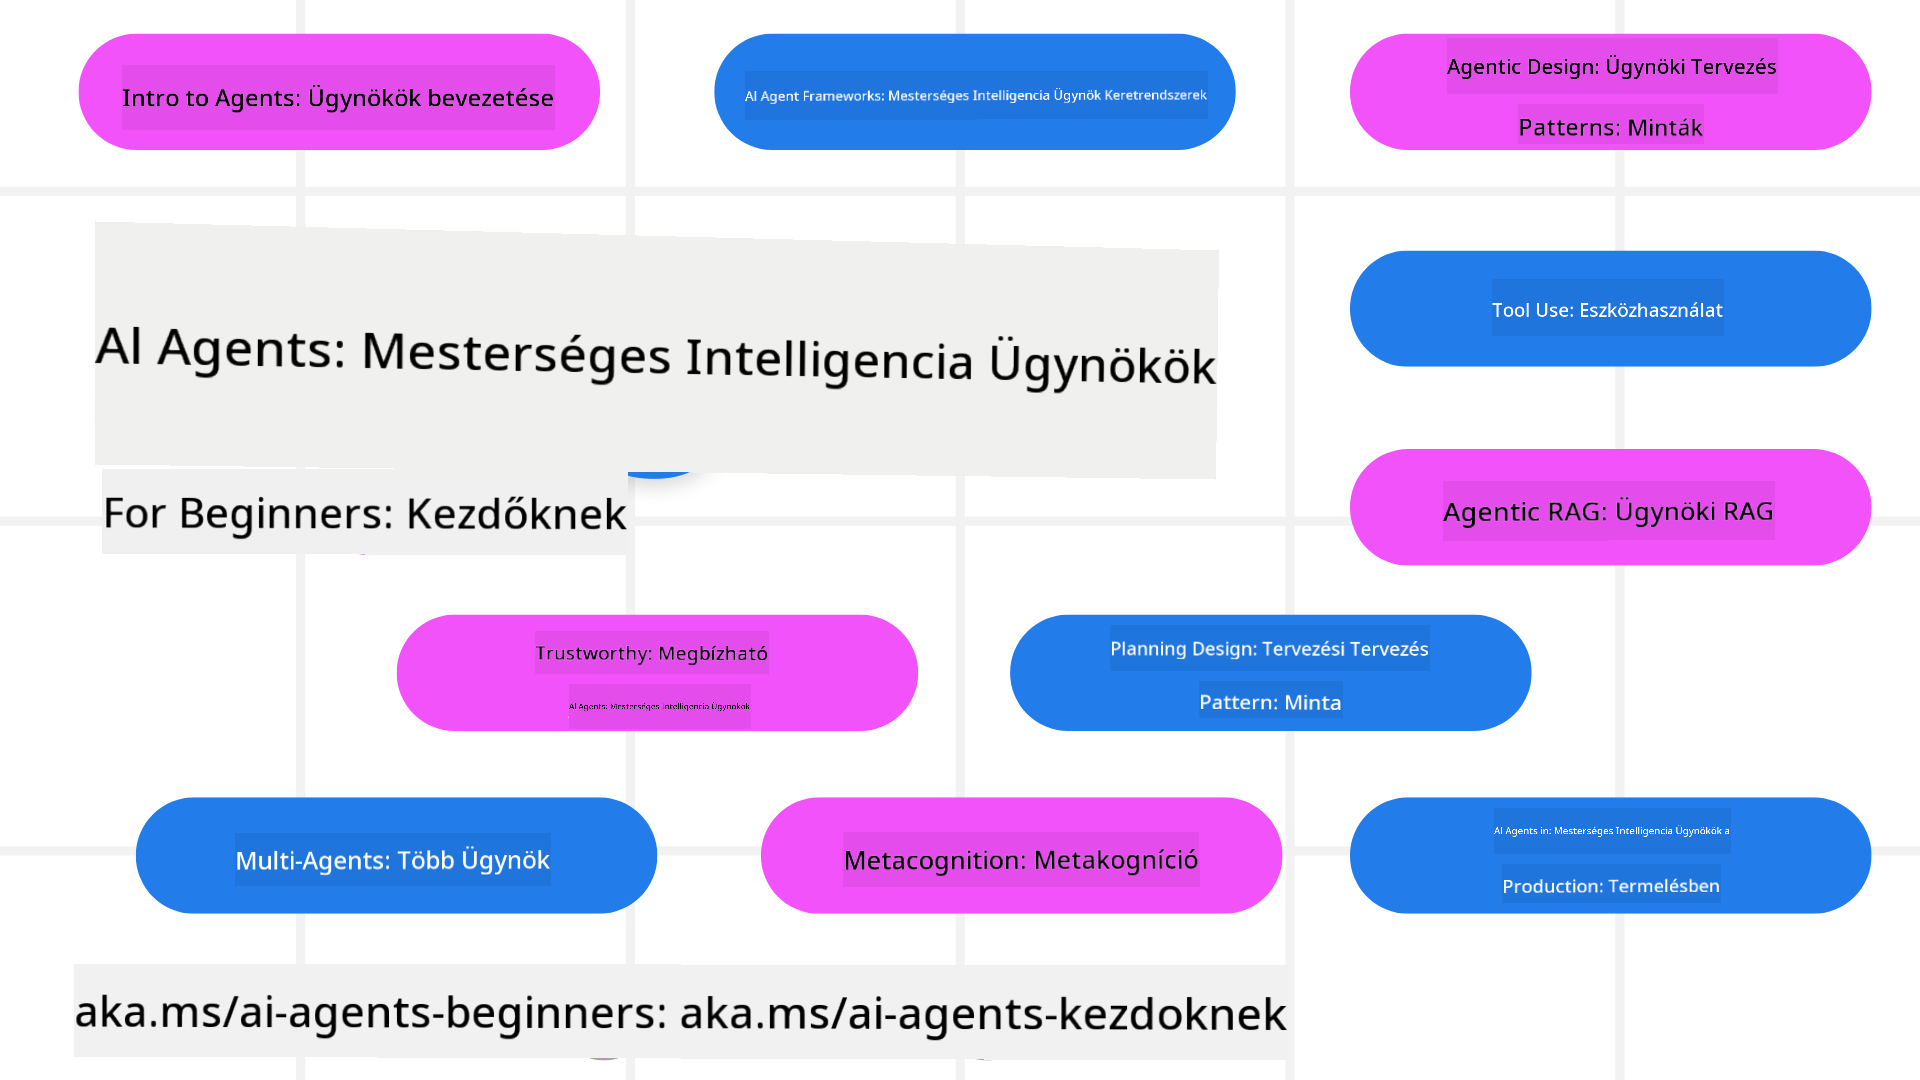 Intro to Agents: Ügynökök bevezetése
AI Agent Frameworks: Mesterséges Intelligencia Ügynök Keretrendszerek
Agentic Design: Ügynöki Tervezés
Patterns: Minták
AI Agents: Mesterséges Intelligencia Ügynökök
Tool Use: Eszközhasználat
For Beginners: Kezdőknek
Agentic RAG: Ügynöki RAG
Trustworthy: Megbízható
AI Agents: Mesterséges Intelligencia Ügynökök
Planning Design: Tervezési Tervezés
Pattern: Minta
Multi-Agents: Több Ügynök
Metacognition: Metakogníció
AI Agents in: Mesterséges Intelligencia Ügynökök a
Production: Termelésben
aka.ms/ai-agents-beginners: aka.ms/ai-agents-kezdoknek